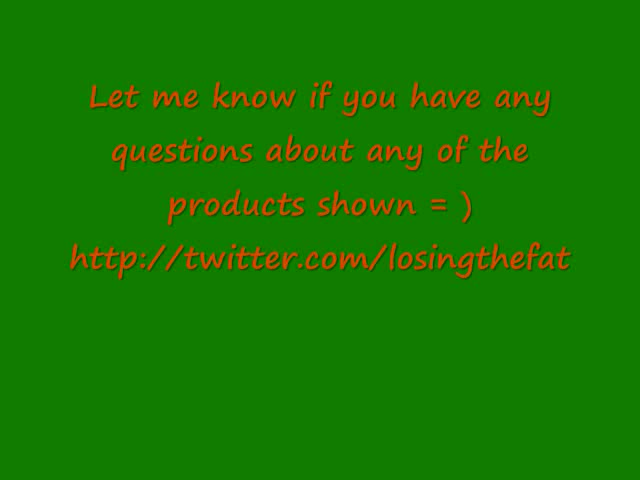 Let me know if you have any
questions about any of the
products shown = )
http://twitter.com/losingthefat